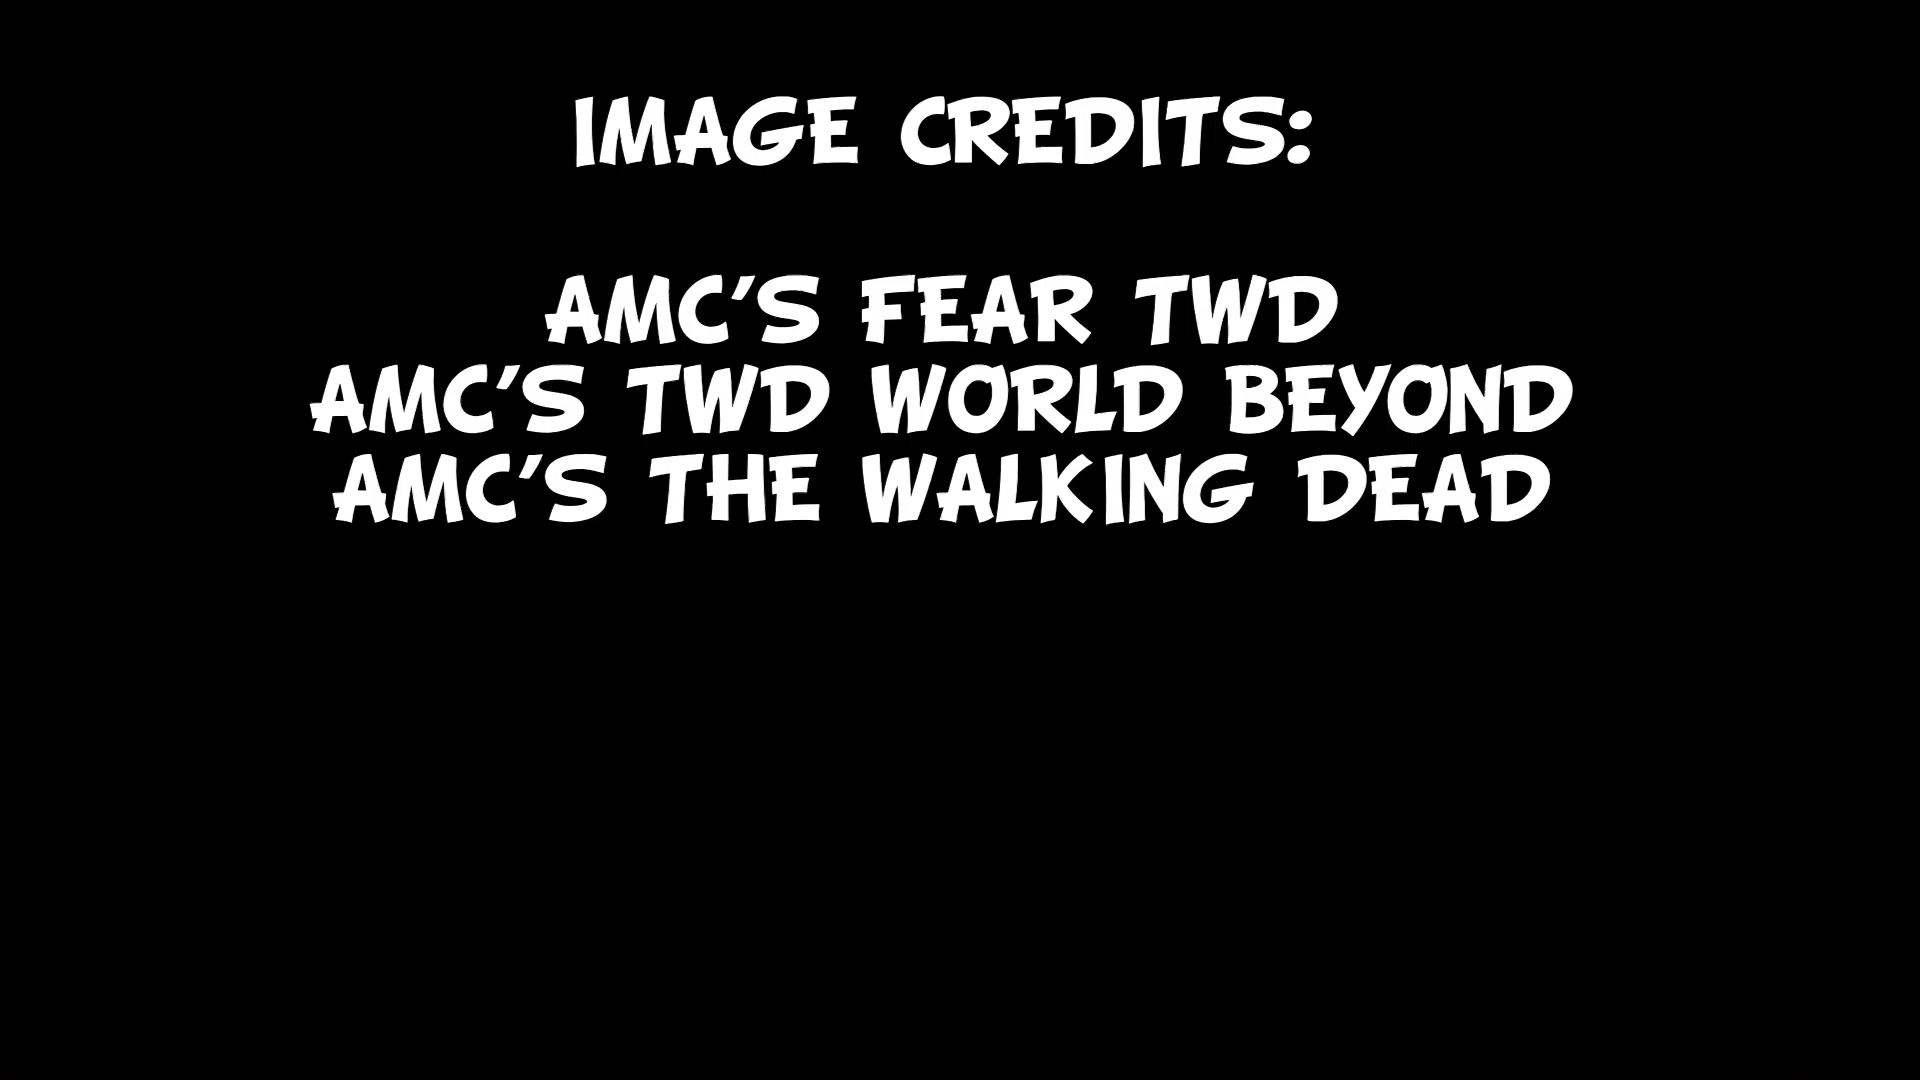 IMAGE CREDITS:
AMC'S FEAR TWD
AMC'S TWD WORLD BEYOND
AMC'S THE WALKING DEAD